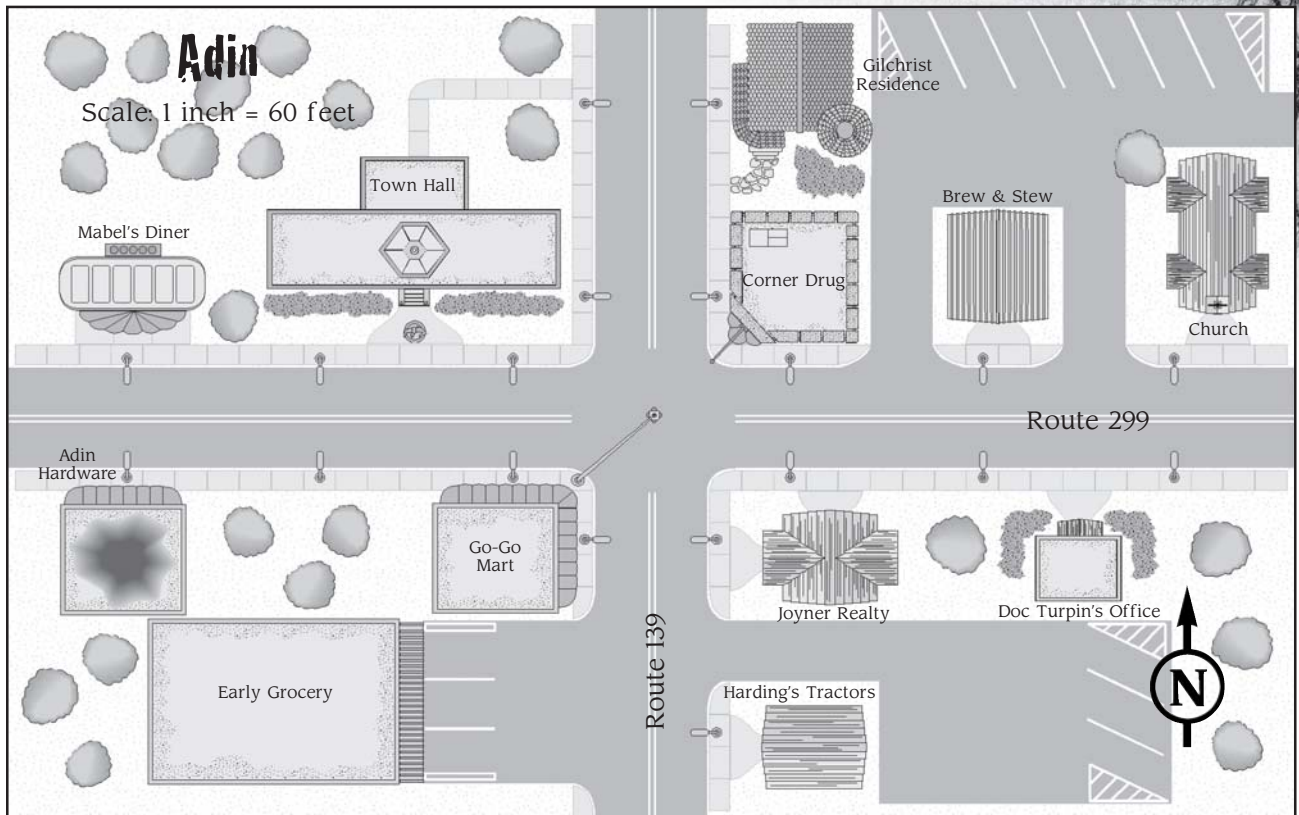 Adin
Scale: 1 inch = 60 feet
Gilchrist
Residence
Town Hall
Brew & Stew
Mabel's Diner
Corner Drug
Church
Route 299
Adin
Hardware
Go-Go
Mart
Joyner Realty
Doc Turpin's Office
Route 139
Early Grocery
Harding's Tractors
N